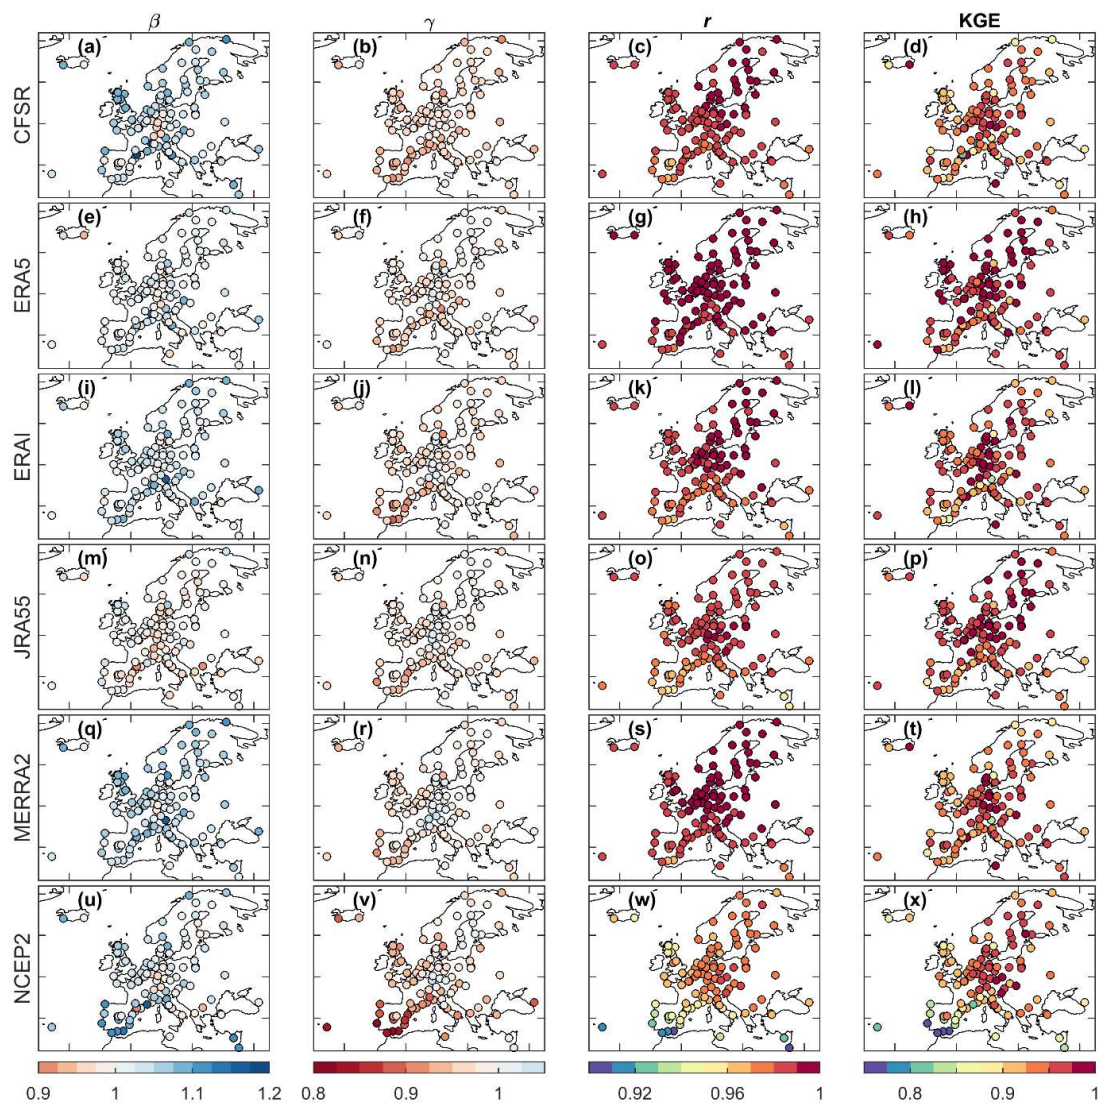 β γ r KGE
CFSR (a) (b) (c) (d)
ERA5 (e) (f) (g) (h)
ERAI (i) (j) (k) (l)
JRA55 (m) (n) (o) (p)
MERRA2 (q) (r) (s) (t)
NCEP2 (u) (v) (w) (x)
0.9 1 1.1 1.2 0.8 0.9 1 0.92 0.96 1 0.8 0.9 1